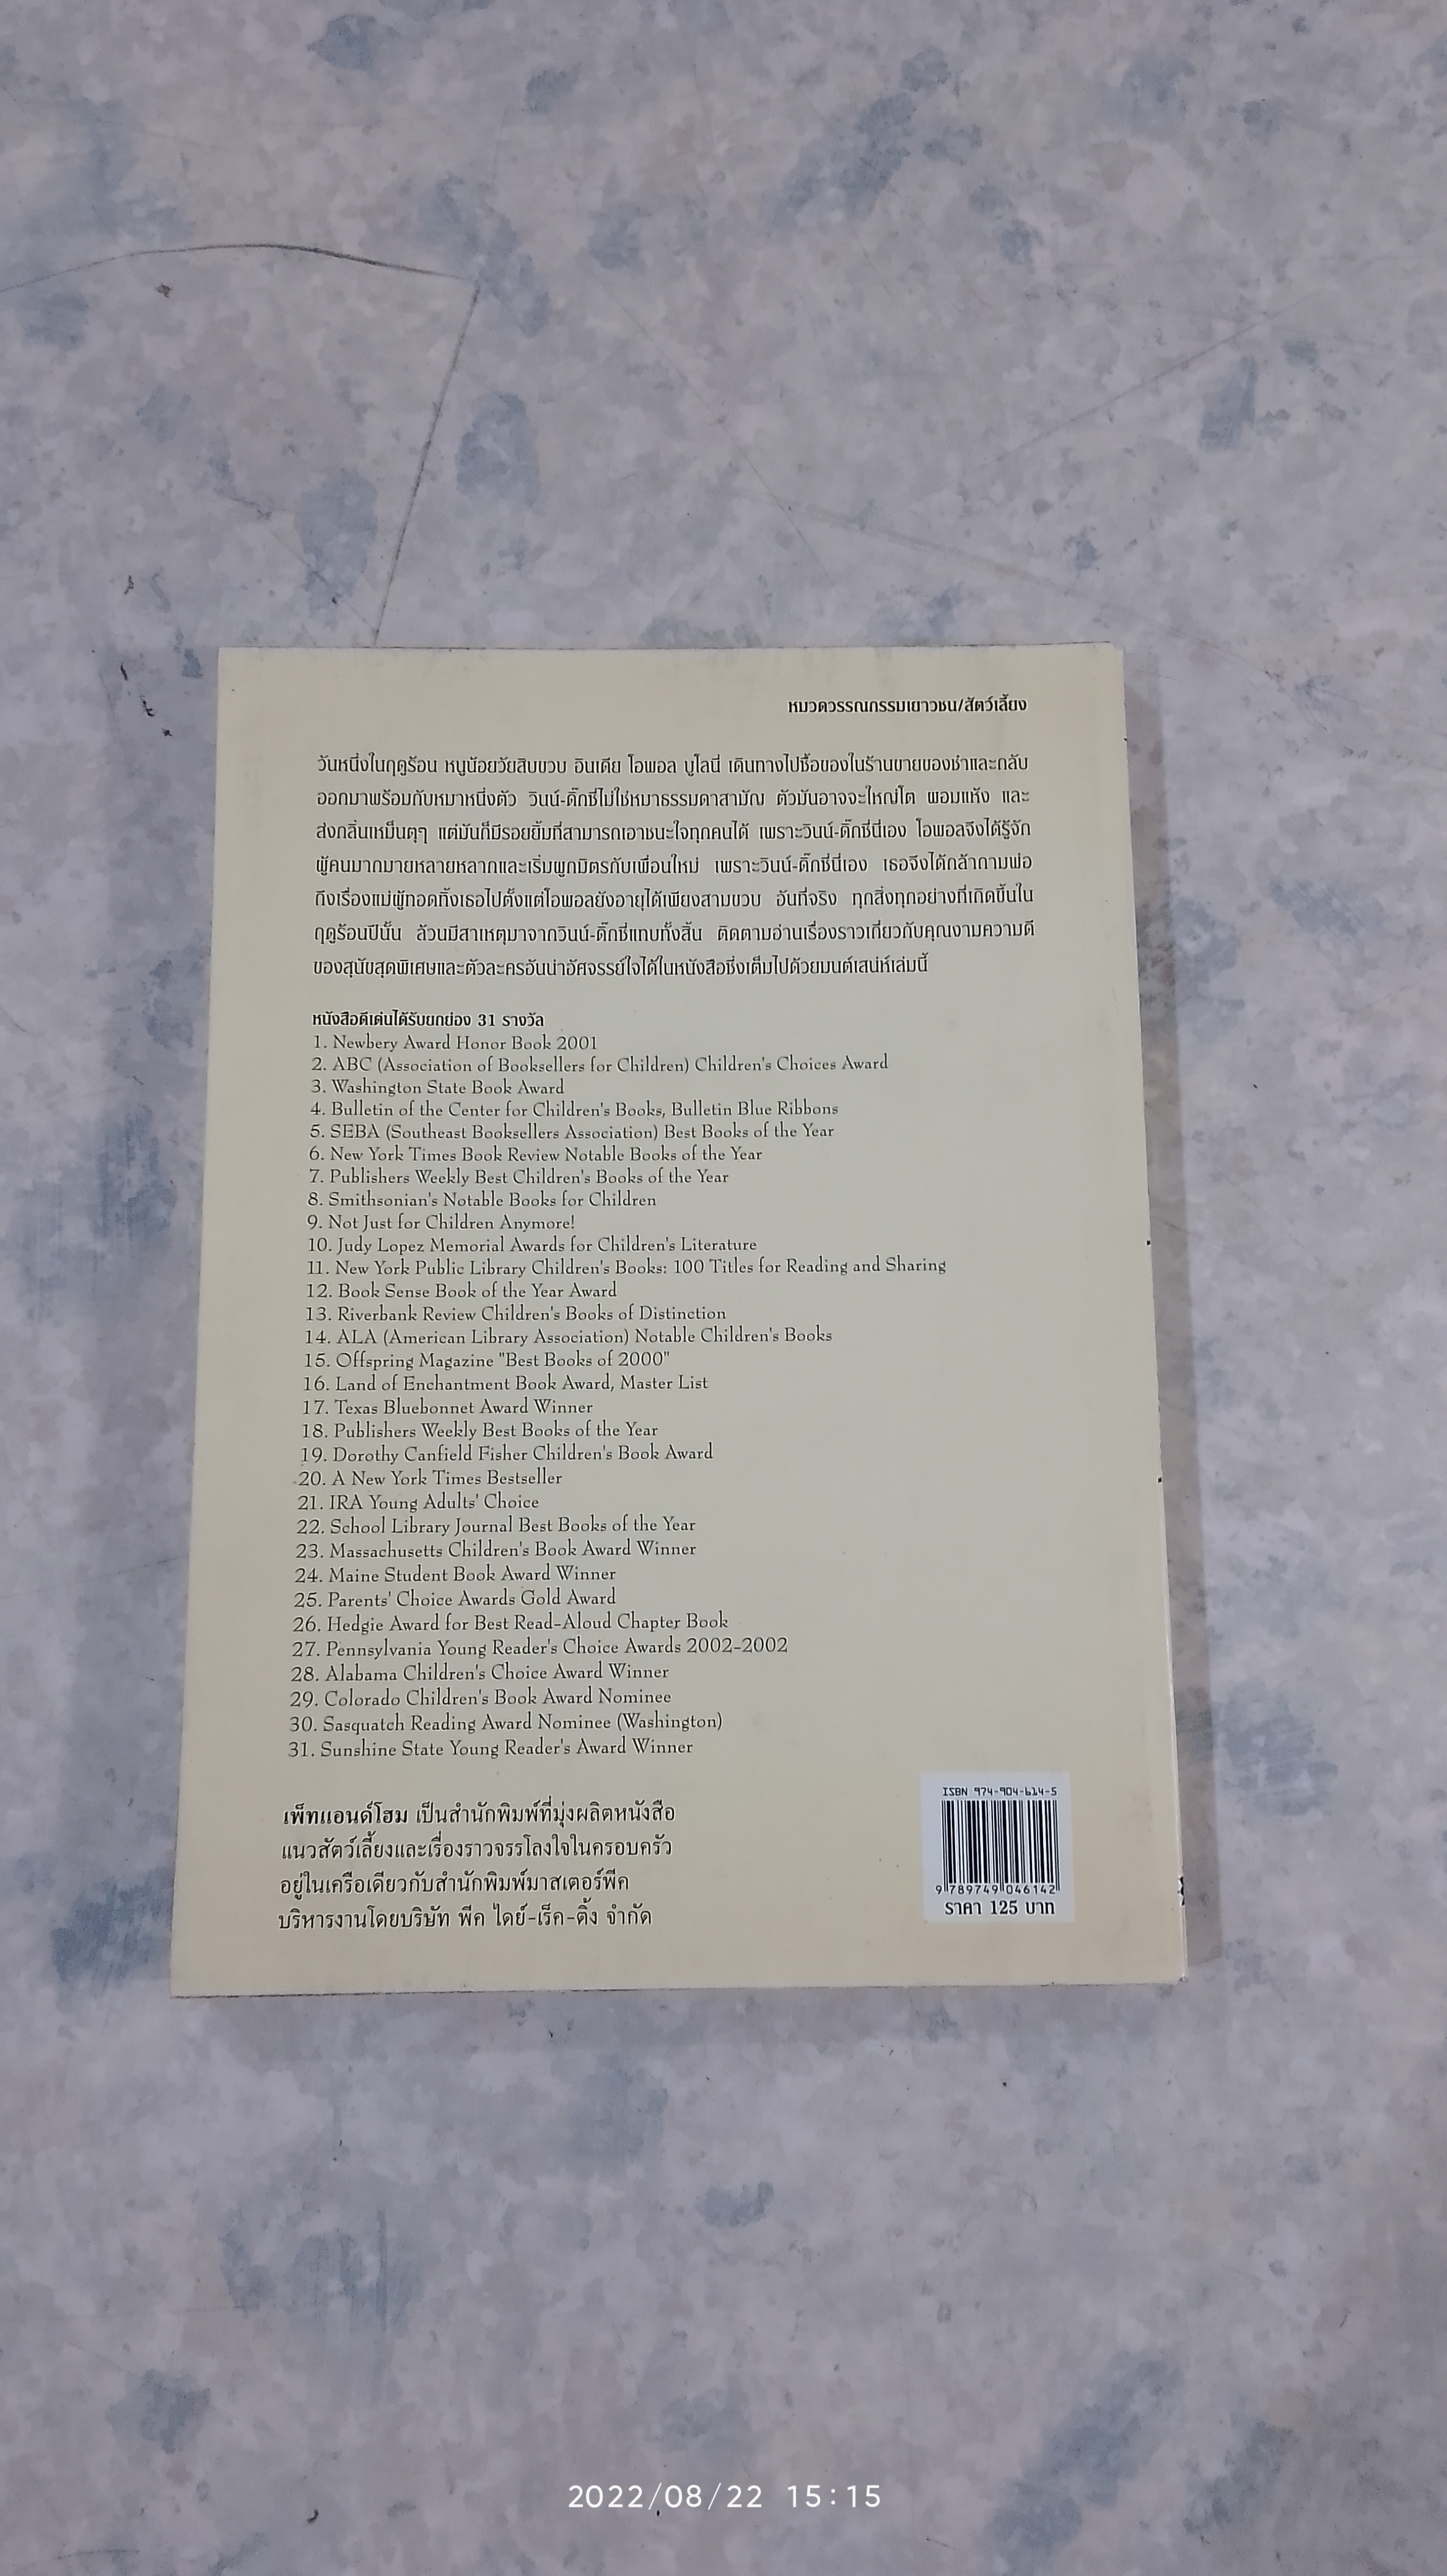 หมวดวรรณกรรมเยาวชน/สัตว์เลี้ยง
วันหนึ่งในฤดูร้อน หนูน้อยวัยสิบขวบ อินเดีย โอพอล บูโลนี่ เดินทางไปซื้อของในร้านขายของชำและกลับ
ออกมาพร้อมกับหมาหนึ่งตัว วินน์-ดิ๊กซี่ไม่ใช่หมาธรรมดาสามัญ ตัวมันอาจจะใหญ่โต ผอมแห้ง และ
ส่งกลิ่นเหม็นตุๆ แต่มันก็มีรอยยิ้มที่สามารถเอาชนะใจทุกคนได้ เพราะวินน์-ดิ๊กซี่นี่เอง โอพอลจึงได้รู้จัก
ผู้คนมากมายหลายหลากและเริ่มผูกมิตรกับเพื่อนใหม่ เพราะวินน์-ดิ๊กซี่นี่เอง เธอจึงได้กล้าถามพ่อ
ถึงเรื่องแม่ผู้ทอดทิ้งเธอไปตั้งแต่โอพอลยังอายุได้เพียงสามขวบ อันที่จริง ทุกสิ่งทุกอย่างที่เกิดขึ้นใน
ฤดูร้อนปีนั้น ล้วนมีสาเหตุมาจากวินน์-ดิ๊กซี่แทบทั้งสิ้น ติดตามอ่านเรื่องราวเกี่ยวกับคุณงามความดี
ของสุนัขสุดพิเศษและตัวละครอันน่าอัศจรรย์ใจได้ในหนังสือซึ่งเต็มไปด้วยมนต์เสน่ห์เล่มนี้
หนังสือดีเด่นได้รับยกย่อง 31 รางวัล
1. Newbery Award Honor Book 2001
2. ABC (Association of Booksellers for Children) Children's Choices Award
3. Washington State Book Award
4. Bulletin of the Center for Children's Books, Bulletin Blue Ribbons
5. SEBA (Southeast Booksellers Association) Best Books of the Year
6. New York Times Book Review Notable Books of the Year
7. Publishers Weekly Best Children's Books of the Year
8. Smithsonian's Notable Books for Children
9. Not Just for Children Anymore!
10. Judy Lopez Memorial Awards for Children's Literature
11. New York Public Library Children's Books: 100 Titles for Reading and Sharing
12. Book Sense Book of the Year Award
13. Riverbank Review Children's Books of Distinction
14. ALA (American Library Association) Notable Children's Books
15. Offspring Magazine "Best Books of 2000"
16. Land of Enchantment Book Award, Master List
17. Texas Bluebonnet Award Winner
18. Publishers Weekly Best Books of the Year
19. Dorothy Canfield Fisher Children's Book Award
20. A New York Times Bestseller
21. IRA Young Adults' Choice
22. School Library Journal Best Books of the Year
23. Massachusetts Children's Book Award Winner
24. Maine Student Book Award Winner
25. Parents' Choice Awards Gold Award
26. Hedgie Award for Best Read-Aloud Chapter Book
27. Pennsylvania Young Reader's Choice Awards 2002-2002
28. Alabama Children's Choice Award Winner
29. Colorado Children's Book Award Nominee
30. Sasquatch Reading Award Nominee (Washington)
31. Sunshine State Young Reader's Award Winner
เพ็ทแอนด์โฮม เป็นสำนักพิมพ์ที่มุ่งผลิตหนังสือ
แนวสัตว์เลี้ยงและเรื่องราวจรรโลงใจในครอบครัว
อยู่ในเครือเดียวกับสำนักพิมพ์มาสเตอร์พีค
บริหารงานโดยบริษัท พีค ไดย์-เร็ค-ติ้ง จำกัด
ISBN 974-904-614-5
9 789749 046142
ราคา 125 บาท
2022/08/22 15:15